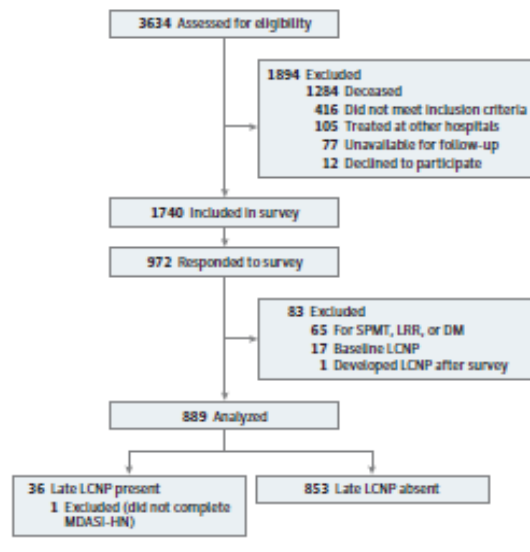 3634 Assessed for eligibility
1894 Excluded
1284 Deceased
416 Did not meet inclusion criteria
105 Treated at other hospitals
77 Unavailable for follow-up
12 Declined to participate
1740 Included in survey
972 Responded to survey
83 Excluded
65 For SPMT, LRR, or DM
17 Baseline LCNP
1 Developed LCNP after survey
889 Analyzed
36 Late LCNP present
1 Excluded (did not complete
MDASI-HN)
853 Late LCNP absent